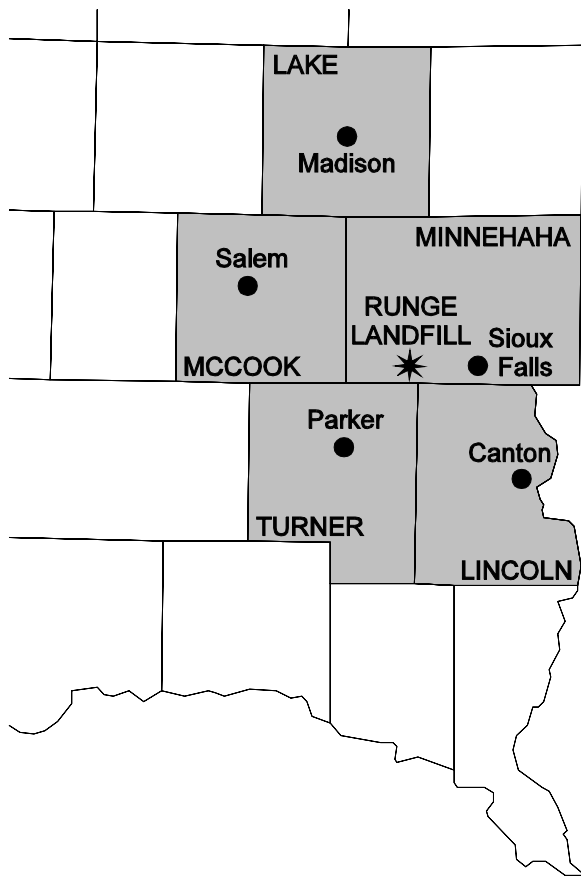 LAKE
Madison
MINNEHAHA
Salem
RUNGE
LANDFILL
Sioux
Falls
MCCOOK
Parker
Canton
TURNER
LINCOLN